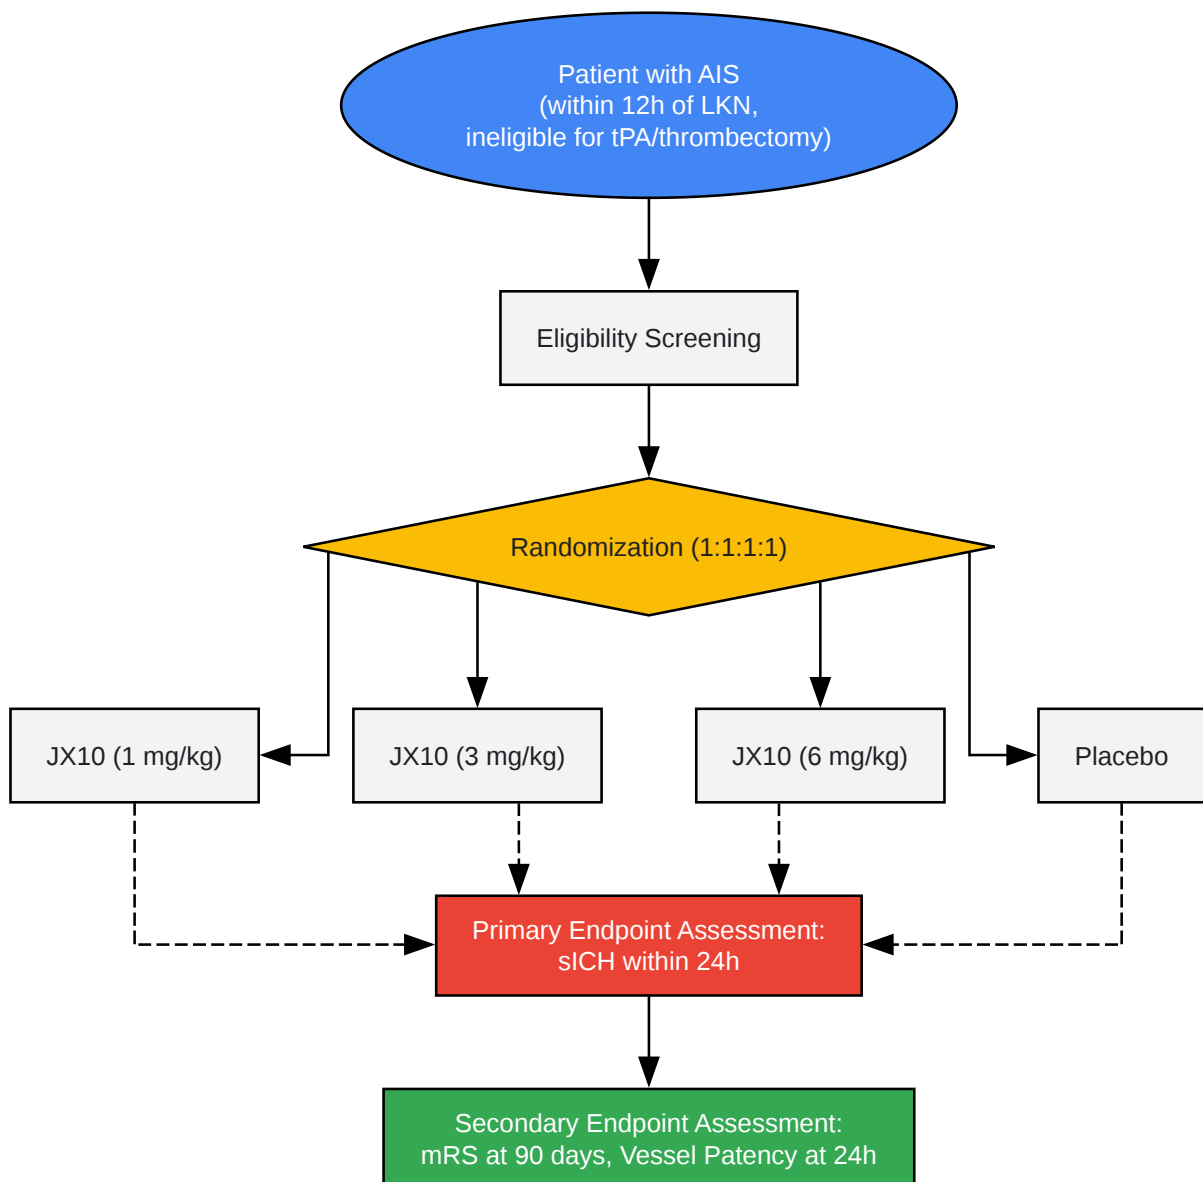 Patient with AIS
(within 12h of LKN,
ineligible for tPA/thrombectomy)
Eligibility Screening
Randomization (1:1:1:1)
JX10 (1 mg/kg)
JX10 (3 mg/kg)
JX10 (6 mg/kg)
Placebo
Primary Endpoint Assessment:
sICH within 24h
Secondary Endpoint Assessment:
mRS at 90 days, Vessel Patency at 24h